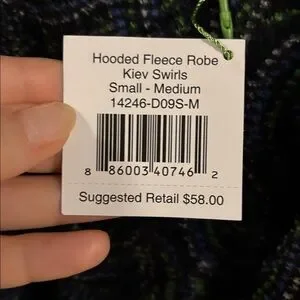 Hooded Fleece Robe
Kiev Swirls
Small - Medium
14246-D09S-M
8 86003 40746 2
Suggested Retail $58.00